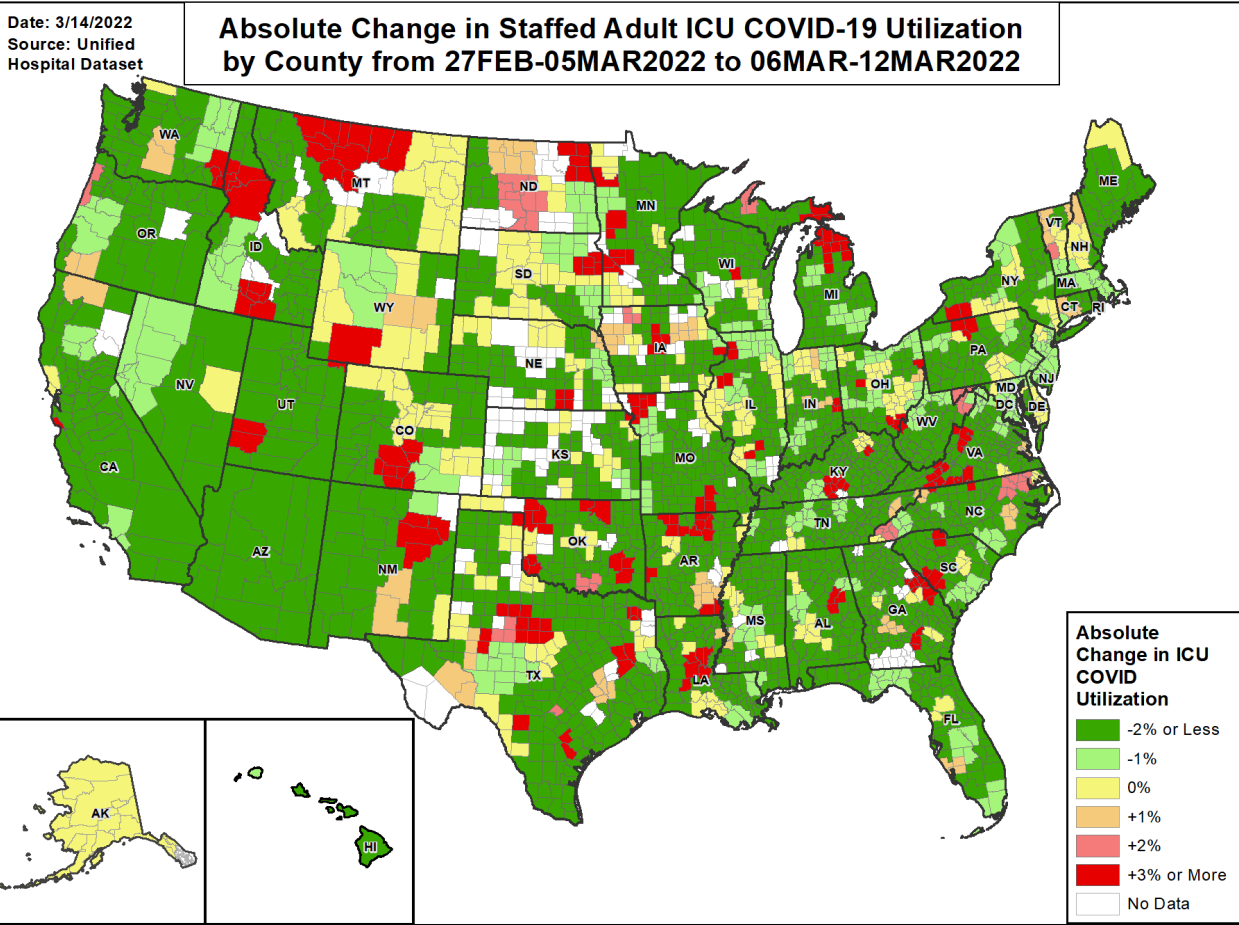 Date: 3/14/2022
Source: Unified
Hospital Dataset
Absolute Change in Staffed Adult ICU COVID-19 Utilization
by County from 27FEB-05MAR2022 to 06MAR-12MAR2022
WA
MT
ND
MN
ME
OR
ID
SD
WI
MI
VT
NH
NY
MA
CT
RI
WY
IA
NE
PA
NJ
NV
UT
CO
IL
IN
OH
MD
DC
DE
WV
VA
CA
KS
MO
KY
NC
TN
AZ
NM
OK
AR
SC
MS
AL
GA
TX
LA
FL
AK
HI
Absolute
Change in ICU
COVID
Utilization
-2% or Less
-1%
0%
+1%
+2%
+3% or More
No Data